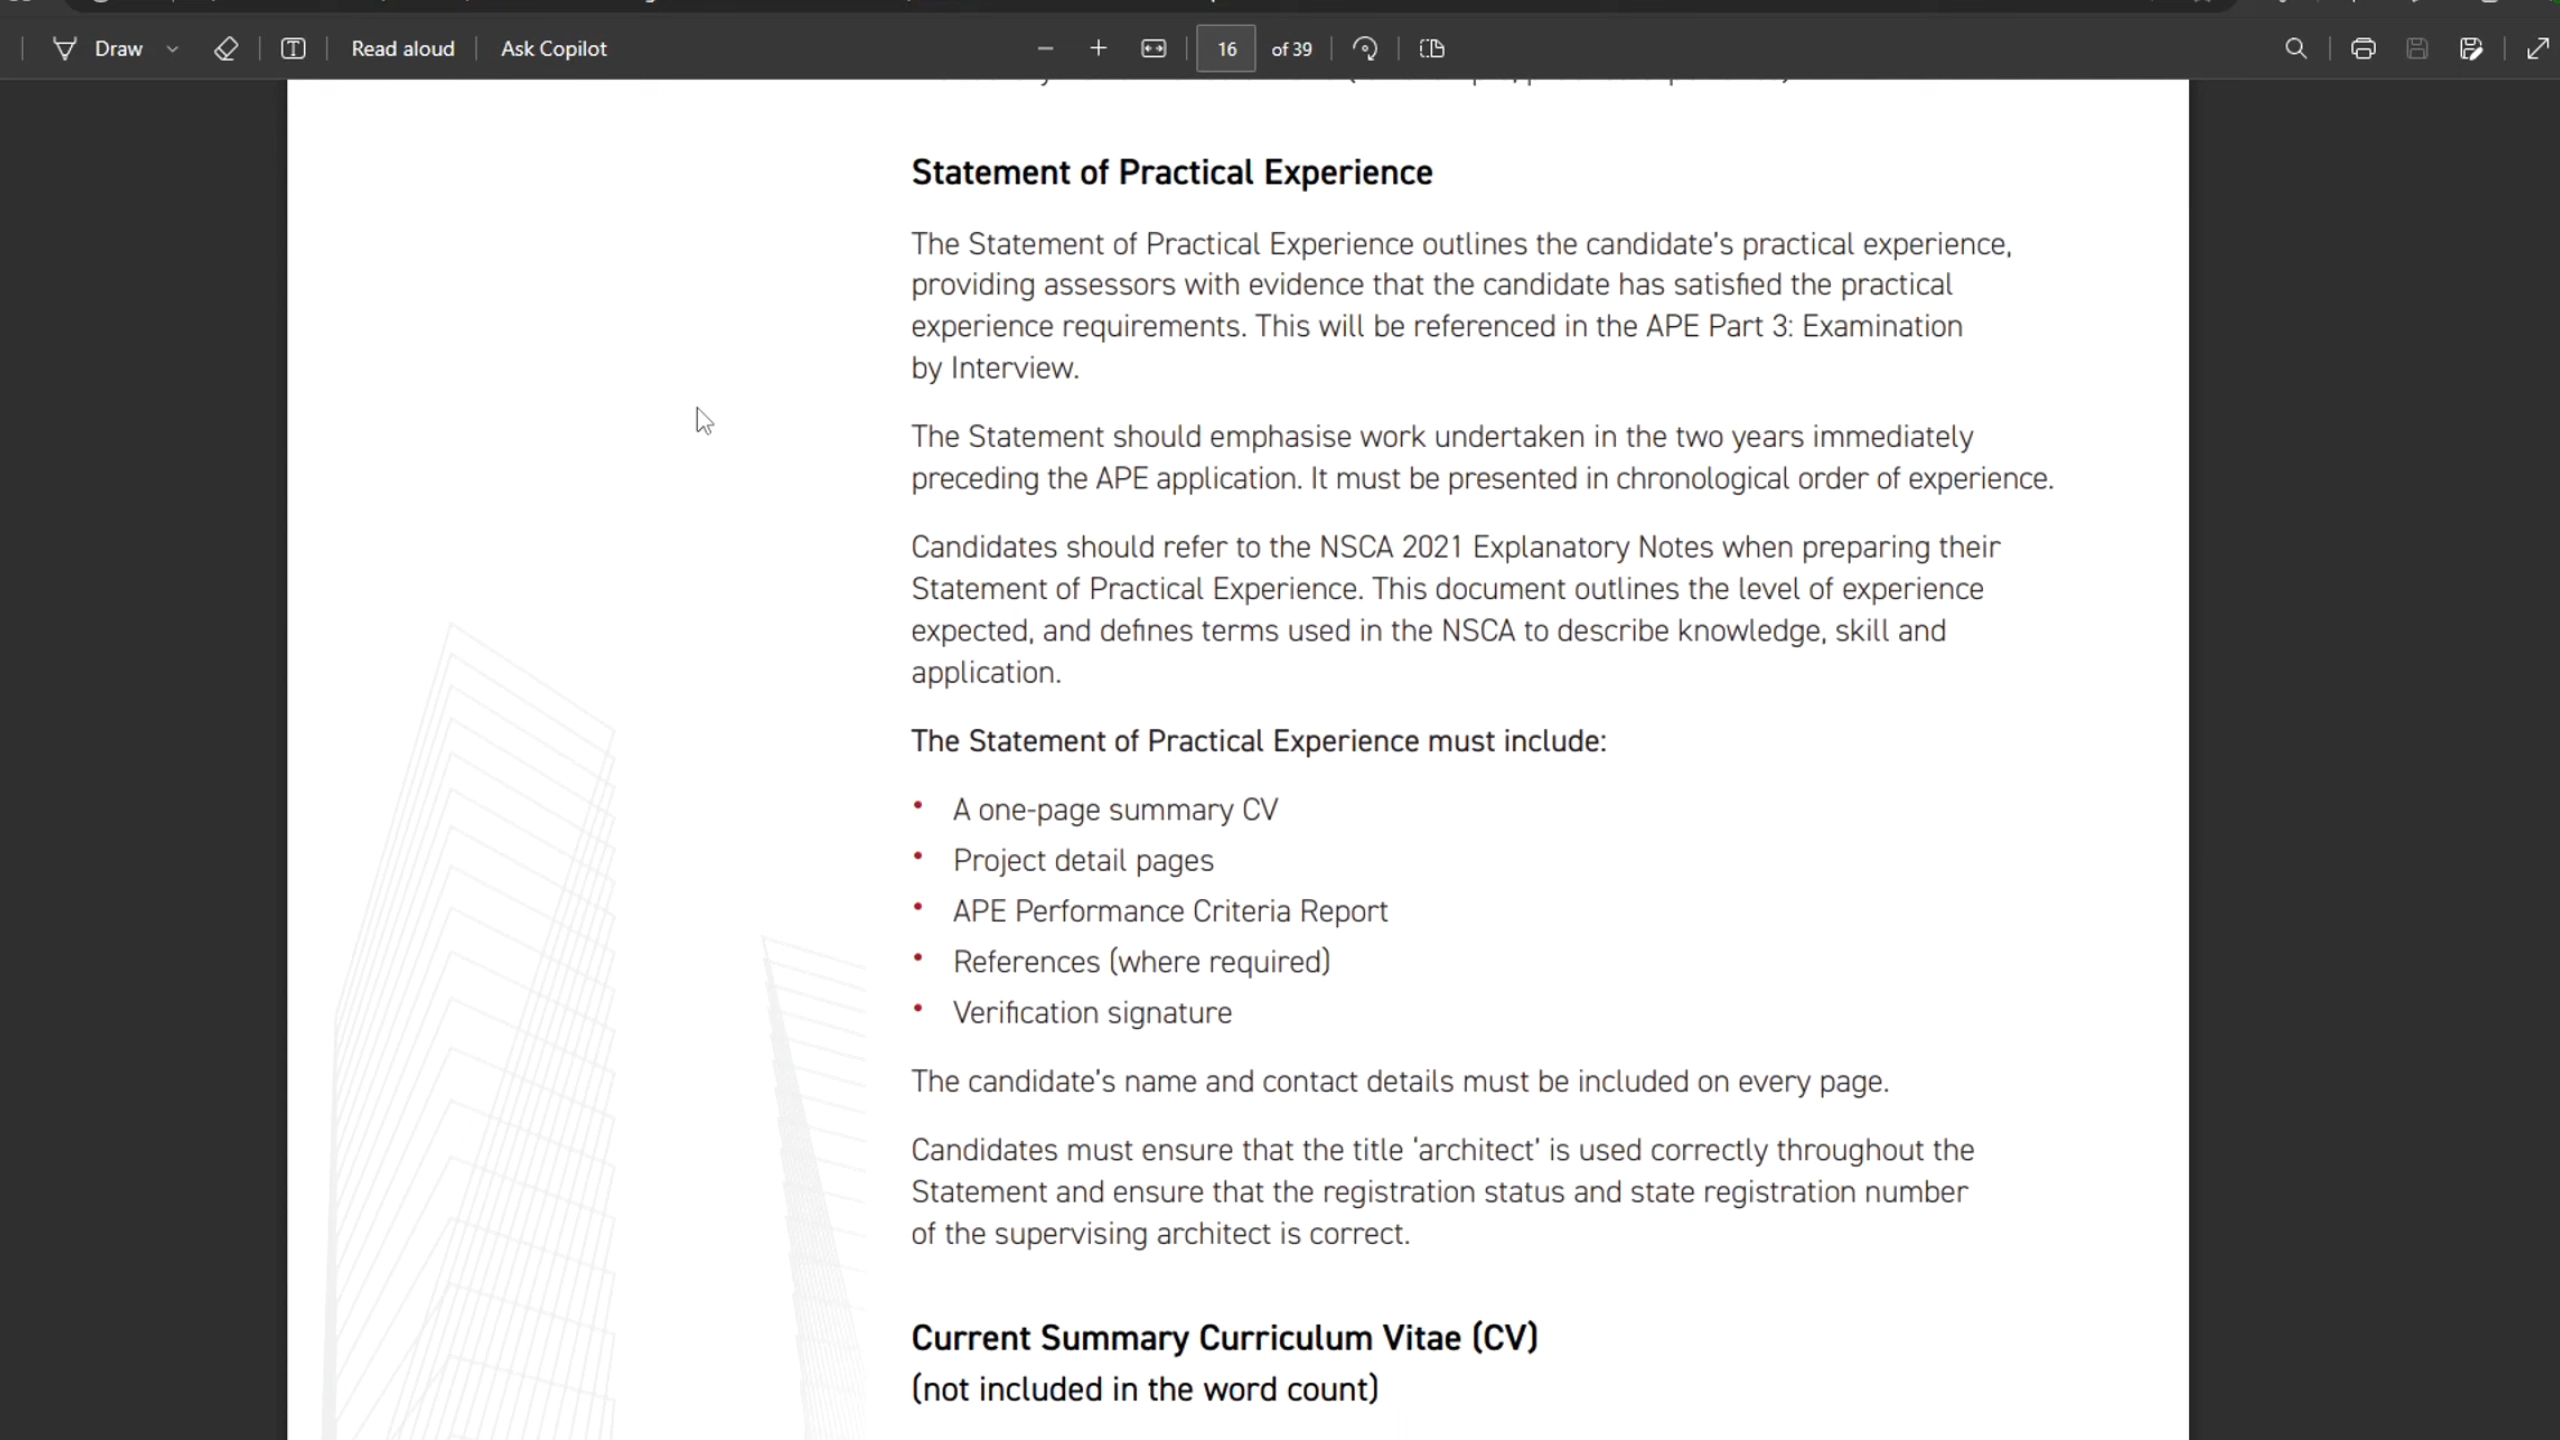 Draw
Read aloud
Ask Copilot
16
of 39
Statement of Practical Experience
The Statement of Practical Experience outlines the candidate's practical experience,
providing assessors with evidence that the candidate has satisfied the practical
experience requirements. This will be referenced in the APE Part 3: Examination
by Interview.
The Statement should emphasise work undertaken in the two years immediately
preceding the APE application. It must be presented in chronological order of experience.
Candidates should refer to the NSCA 2021 Explanatory Notes when preparing their
Statement of Practical Experience. This document outlines the level of experience
expected, and defines terms used in the NSCA to describe knowledge, skill and
application.
The Statement of Practical Experience must include:
• A one-page summary CV
• Project detail pages
• APE Performance Criteria Report
• References (where required)
• Verification signature
The candidate's name and contact details must be included on every page.
Candidates must ensure that the title 'architect' is used correctly throughout the
Statement and ensure that the registration status and state registration number
of the supervising architect is correct.
Current Summary Curriculum Vitae (CV)
(not included in the word count)